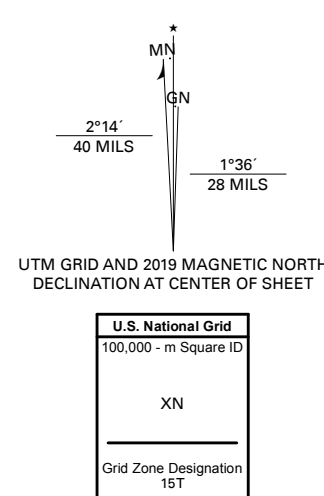 ★
MN
GN
2°14´
40 MILS
1°36´
28 MILS
UTM GRID AND 2019 MAGNETIC NORTH
DECLINATION AT CENTER OF SHEET
U.S. National Grid
100,000 - m Square ID
XN
Grid Zone Designation
15T